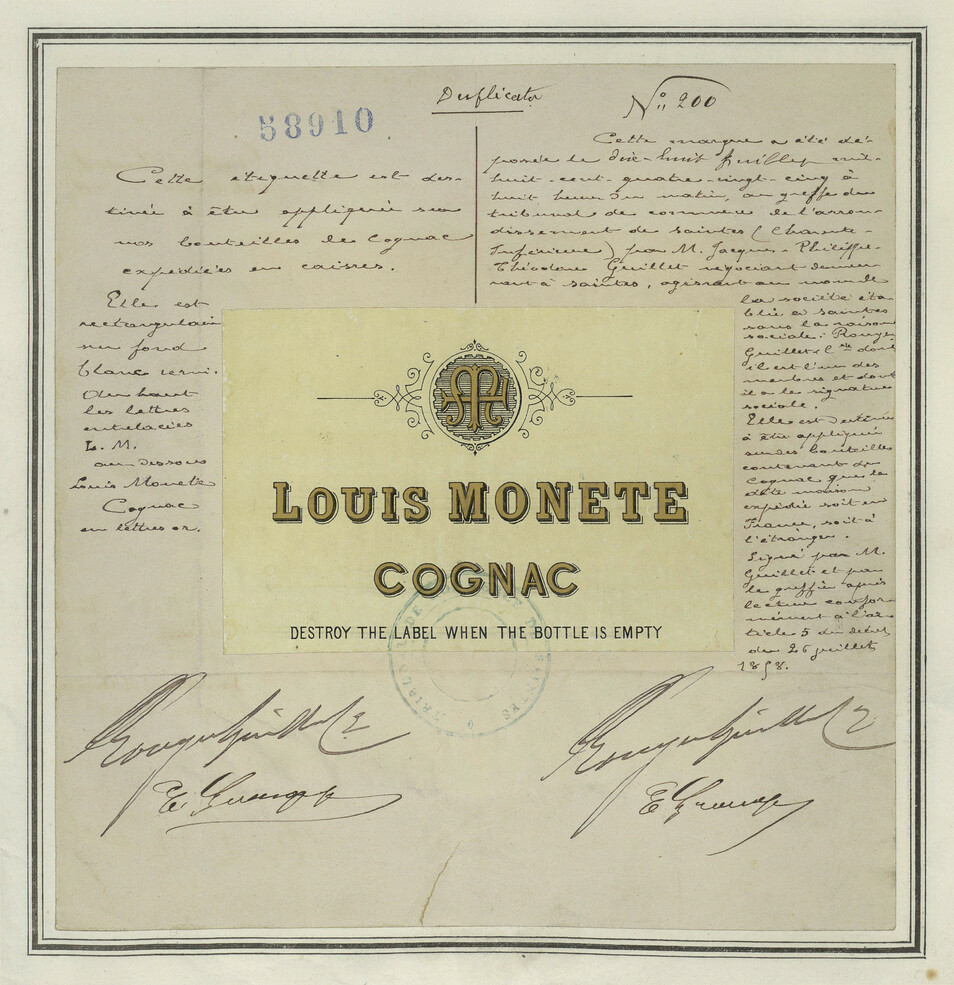 Duplicata
58910
Nº 200
Cette etiquette est des-
tinée à être appliquée sur
nos bouteilles de Cognac
expédiées en caisses.
Elle est
rectangulaire
sur fond
blanc verni.
Au haut
les lettres
entrelacées
L. M.
au dessous
Louis Monete
Cognac
en lettres or.
Cette marque a été dé-
posée le dix-huit Juillet mil-
huit-cent-quatre-vingt-cinq à
huit heures du matin, au greffe du
tribunal de commerce de l'arron-
dissement de Saintes (Charente-
Inférieure) par M. Jacques-Philippe-
Théodore Guillet négociant demeu-
rant à Saintes, agissant au nom de
la société éta-
blie à Saintes
sous la raison
sociale: Rouyer
Guillet & Cie dont
il est l'un des
membres et dont
il a la signature
sociale.
Elle est destinée
à être appliquée
sur des bouteilles
contenant du
Cognac que la
dite maison
expédie soit en
France, soit à
l'étranger.
Signé par M.
Guillet et par
le greffier après
lecture confor-
mément à l'ar-
ticle 5 du décret
du 26 juillet
1858.
LOUIS MONETE
COGNAC
DESTROY THE LABEL WHEN THE BOTTLE IS EMPTY
Rouyer Guillet & Cie
Rouyer Guillet & Cie